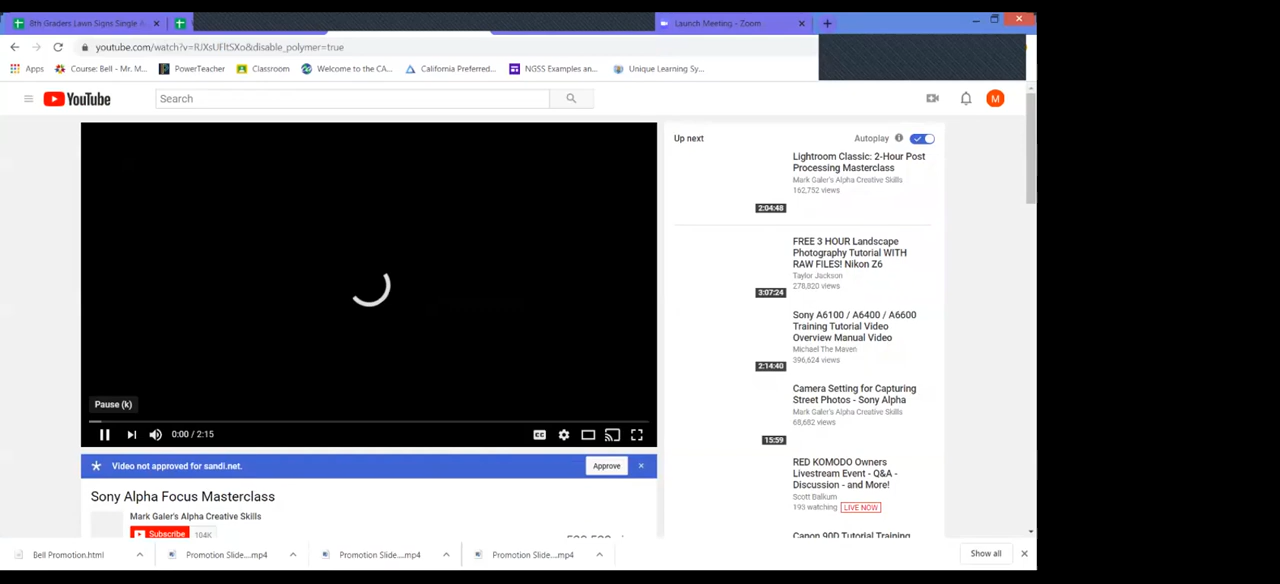 8th Graders Lawn Signs Single A
Launch Meeting - Zoom
youtube.com/watch?v=RJXsUFltSXo&disable_polymer=true
Apps
Course: Bell - Mr. M...
PowerTeacher
Classroom
Welcome to the CA...
California Preferred...
NGSS Examples an...
Unique Learning Sy...
YouTube
Search
M
Up next
Autoplay
Lightroom Classic: 2-Hour Post
Processing Masterclass
Mark Galer's Alpha Creative Skills
162,752 views
2:04:48
FREE 3 HOUR Landscape
Photography Tutorial WITH
RAW FILES! Nikon Z6
Taylor Jackson
278,820 views
3:07:24
Sony A6100 / A6400 / A6600
Training Tutorial Video
Overview Manual Video
Michael The Maven
396,624 views
2:14:40
Camera Setting for Capturing
Street Photos - Sony Alpha
Mark Galer's Alpha Creative Skills
68,682 views
15:59
RED KOMODO Owners
Livestream Event - Q&A -
Discussion - and More!
Scott Balkum
193 watching LIVE NOW
Canon 90D Tutorial Training
Pause (k)
0:00 / 2:15
CC
Video not approved for sandi.net.
Approve
Sony Alpha Focus Masterclass
Mark Galer's Alpha Creative Skills
Subscribe 104K
Bell Promotion.html
Promotion Slide....mp4
Promotion Slide....mp4
Promotion Slide....mp4
Show all